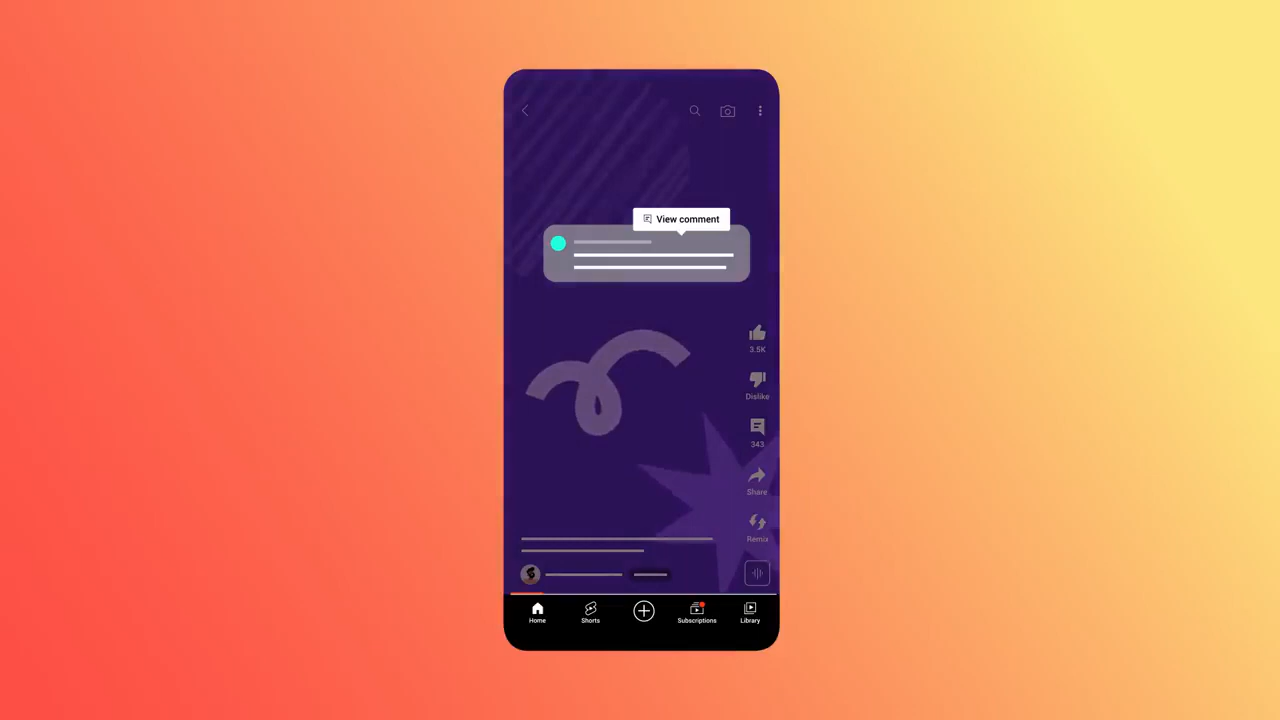 View comment
3.5K
Dislike
343
Share
Remix
Home
Shorts
Subscriptions
Library